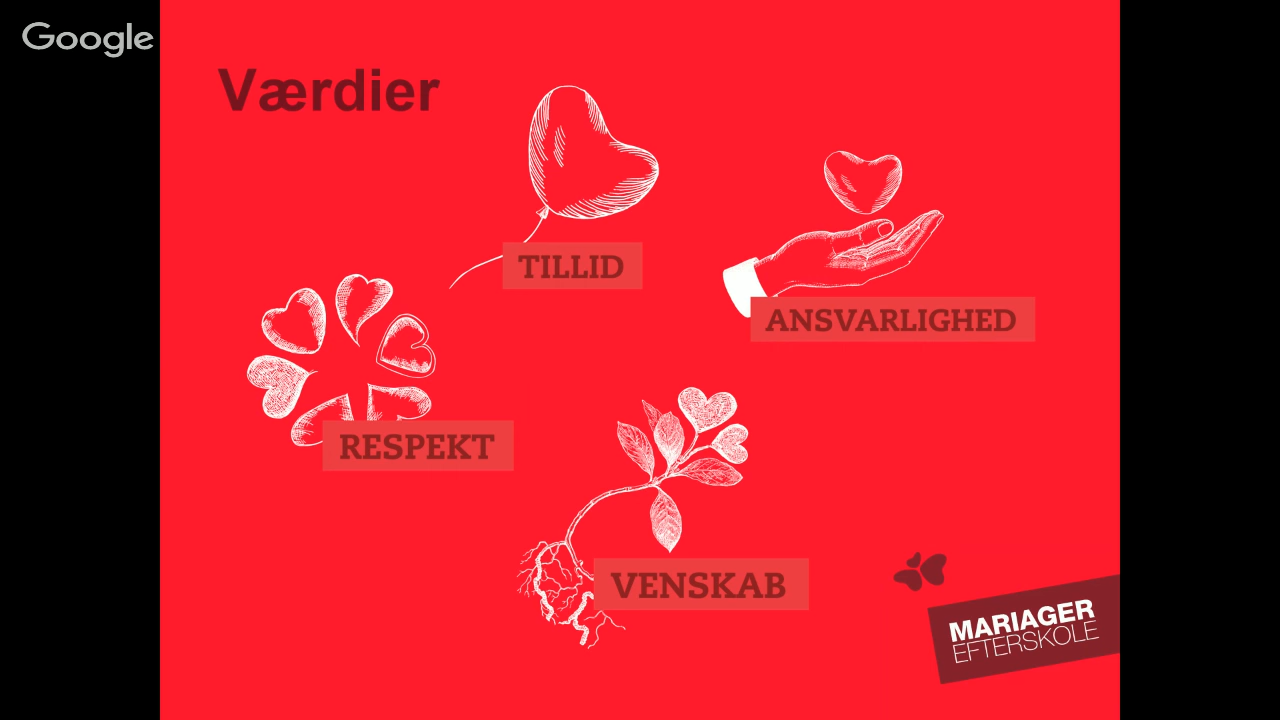 Google
Værdier
TILLID
ANSVARLIGHED
RESPEKT
VENSKAB
MARIAGER
EFTERSKOLE